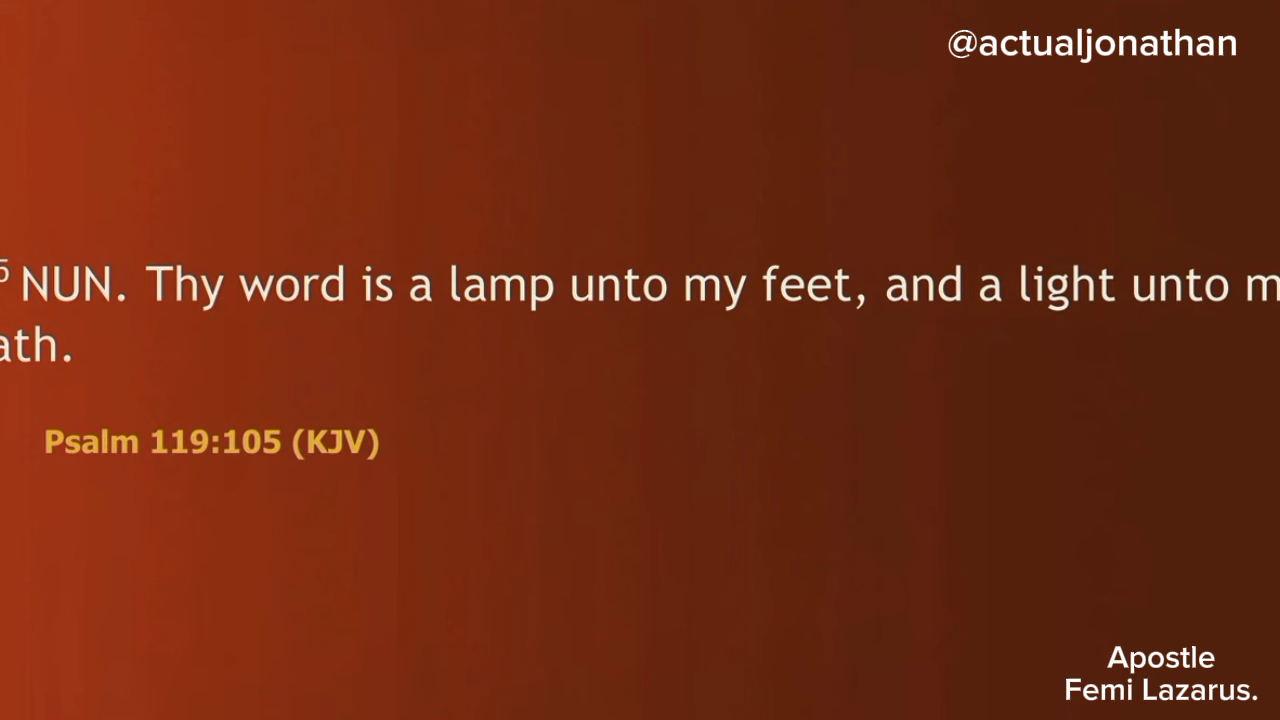 @actualjonathan
5 NUN. Thy word is a lamp unto my feet, and a light unto m
ath.
Psalm 119:105 (KJV)
Apostle
Femi Lazarus.